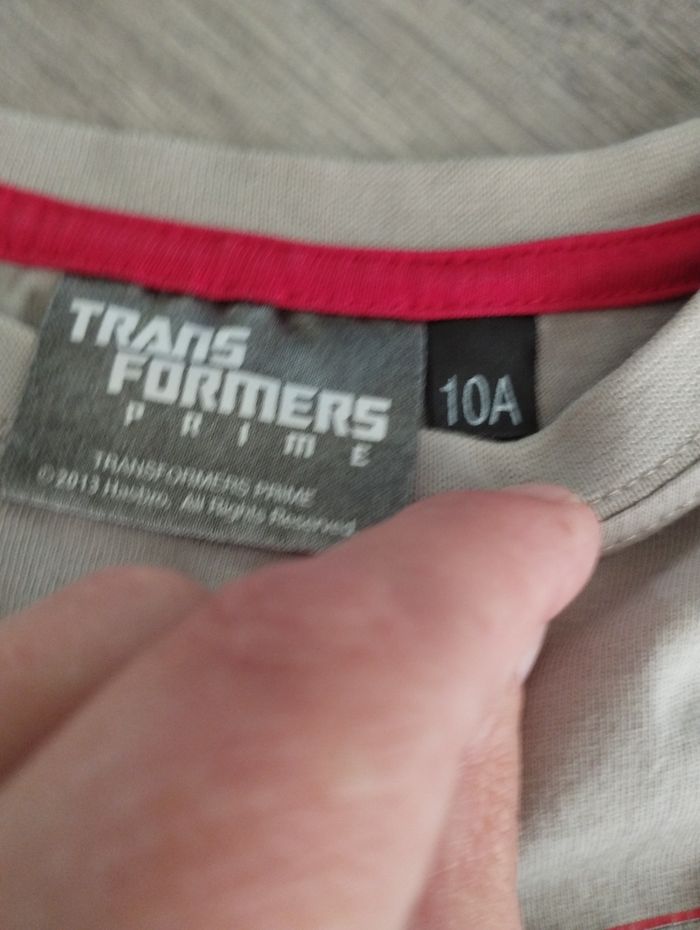 TRANS
FORMERS
PRIME
TRANSFORMERS PRIME
©2013 Hasbro. All Rights Reserved
10A